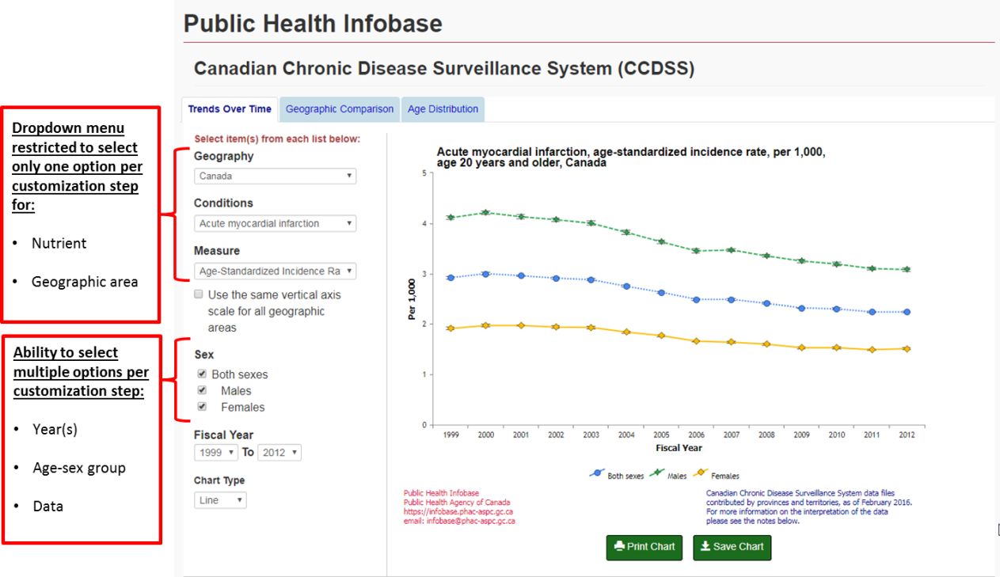 Public Health Infobase
Canadian Chronic Disease Surveillance System (CCDSS)
Trends Over Time
Geographic Comparison
Age Distribution
Dropdown menu
restricted to select
only one option per
customization step
for:
• Nutrient
• Geographic area
Ability to select
multiple options per
customization step:
• Year(s)
• Age-sex group
• Data
Select item(s) from each list below:
Geography
Canada
Conditions
Acute myocardial infarction
Measure
Age-Standardized Incidence Ra
Use the same vertical axis
scale for all geographic
areas
Sex
Both sexes
Males
Females
Fiscal Year
1999 To 2012
Chart Type
Line
Acute myocardial infarction, age-standardized incidence rate, per 1,000,
age 20 years and older, Canada
5
4
3
2
1
0
Per 1,000
1999 2000 2001 2002 2003 2004 2005 2006 2007 2008 2009 2010 2011 2012
Fiscal Year
Both sexes Males Females
Public Health Infobase
Public Health Agency of Canada
https://infobase.phac-aspc.gc.ca
email: infobase@phac-aspc.gc.ca
Canadian Chronic Disease Surveillance System data files
contributed by provinces and territories, as of February 2016.
For more information on the interpretation of the data
please see the notes below.
Print Chart
Save Chart